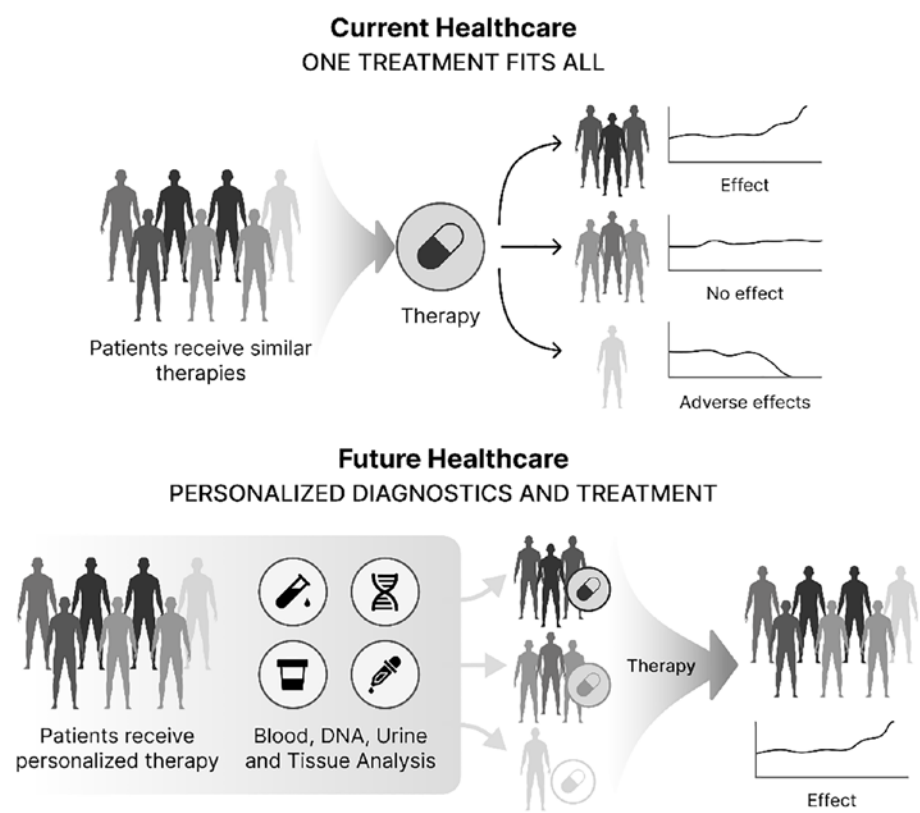 Current Healthcare
ONE TREATMENT FITS ALL
Effect
No effect
Therapy
Patients receive similar
therapies
Adverse effects
Future Healthcare
PERSONALIZED DIAGNOSTICS AND TREATMENT
Therapy
Patients receive
personalized therapy
Blood, DNA, Urine
and Tissue Analysis
Effect